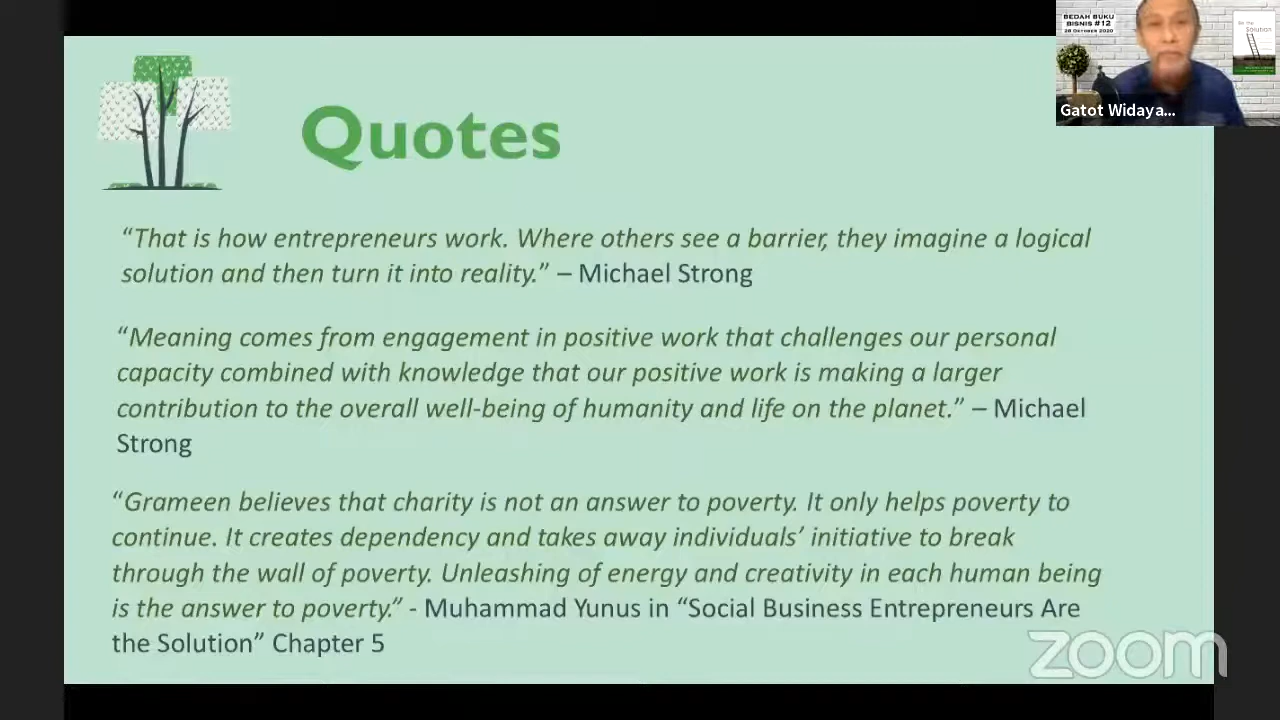 BEDAH BUKU
BISNIS #12
28 OKTOBER 2020
Be the
Solution
Gatot Widaya...
Quotes
“That is how entrepreneurs work. Where others see a barrier, they imagine a logical
solution and then turn it into reality.” – Michael Strong
“Meaning comes from engagement in positive work that challenges our personal
capacity combined with knowledge that our positive work is making a larger
contribution to the overall well-being of humanity and life on the planet.” – Michael
Strong
“Grameen believes that charity is not an answer to poverty. It only helps poverty to
continue. It creates dependency and takes away individuals’ initiative to break
through the wall of poverty. Unleashing of energy and creativity in each human being
is the answer to poverty.” - Muhammad Yunus in “Social Business Entrepreneurs Are
the Solution” Chapter 5
zoom